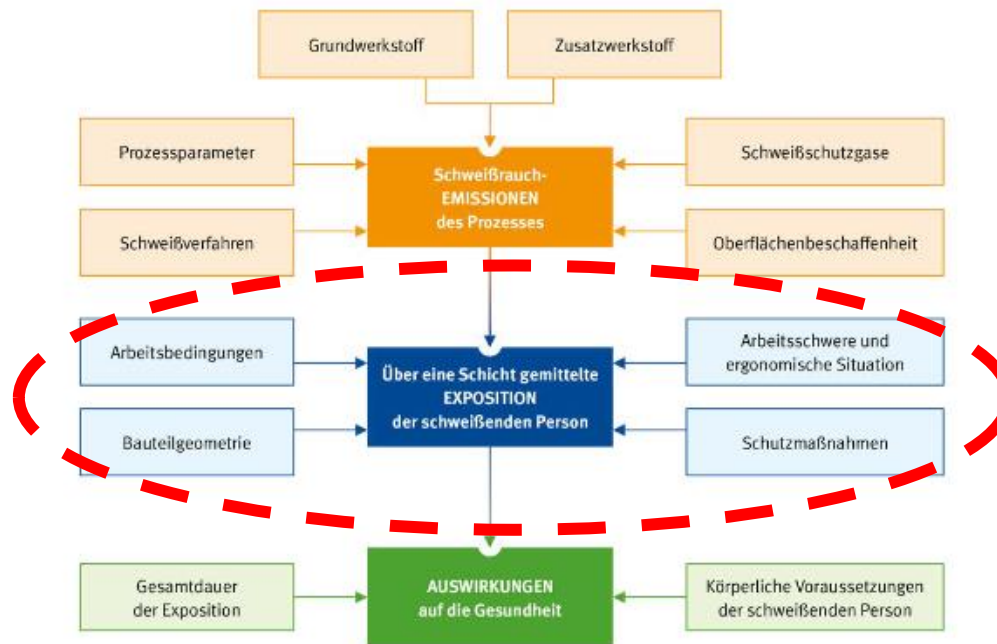 Grundwerkstoff
Zusatzwerkstoff
Prozessparameter
Schweißrauch-
EMISSIONEN
des Prozesses
Schweißschutzgase
Schweißverfahren
Oberflächenbeschaffenheit
Arbeitsbedingungen
Über eine Schicht gemittelte
EXPOSITION
der schweißenden Person
Arbeitsschwere und
ergonomische Situation
Bauteilgeometrie
Schutzmaßnahmen
Gesamtdauer
der Exposition
AUSWIRKUNGEN
auf die Gesundheit
Körperliche Voraussetzungen
der schweißenden Person